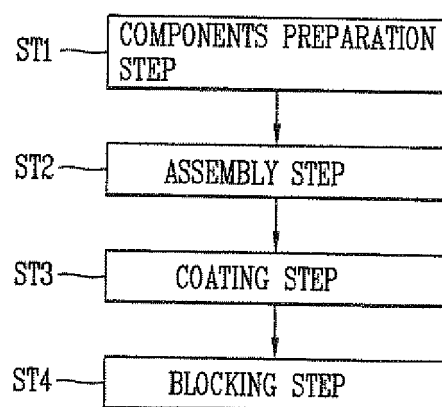 ST1 COMPONENTS PREPARATION
STEP
ST2 ASSEMBLY STEP
ST3 COATING STEP
ST4 BLOCKING STEP